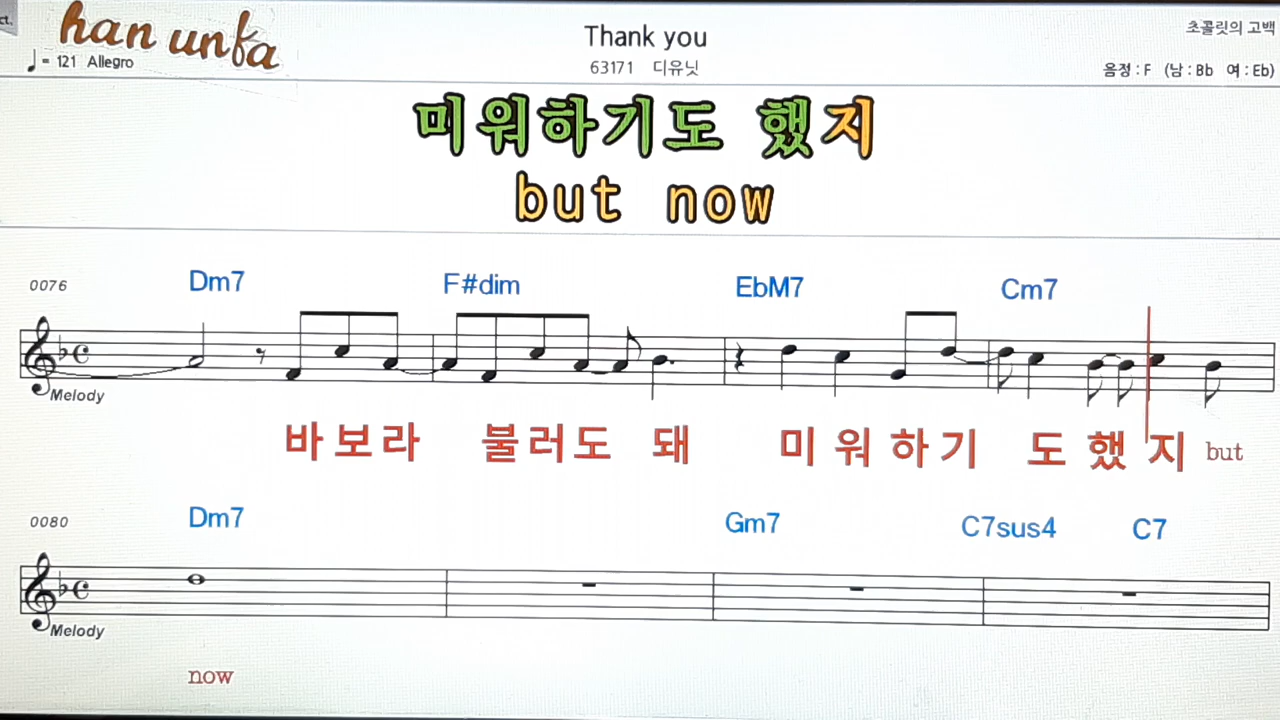 ct.
han unfa
Thank you
초콜릿의 고백
♩= 121 Allegro
63171 디유닛
음정 : F (남 : Bb 여 : Eb)
미워하기도 했지
but now
0076 Dm7 F#dim EbM7 Cm7
Melody
바보라 불러도 돼 미워하기 도했지 but
0080 Dm7 Gm7 C7sus4 C7
Melody
now